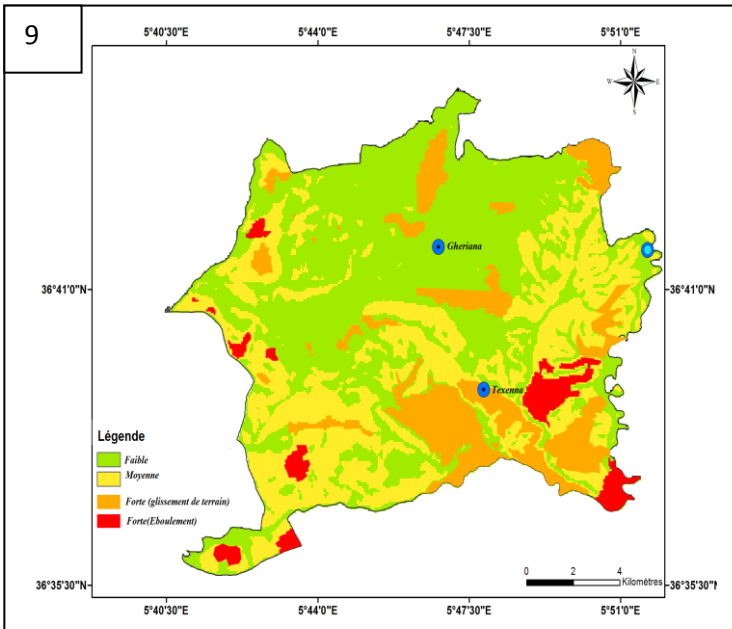 9
5°40'30"E 5°44'0"E 5°47'30"E 5°51'0"E
N
W E
S
Gheriana
36°41'0"N 36°41'0"N
Texenna
Légende
Faible
Moyenne
Forte (glissement de terrain)
Forte(Eboulement)
0 2 4
Kilomètres
36°35'30"N 36°35'30"N
5°40'30"E 5°44'0"E 5°47'30"E 5°51'0"E